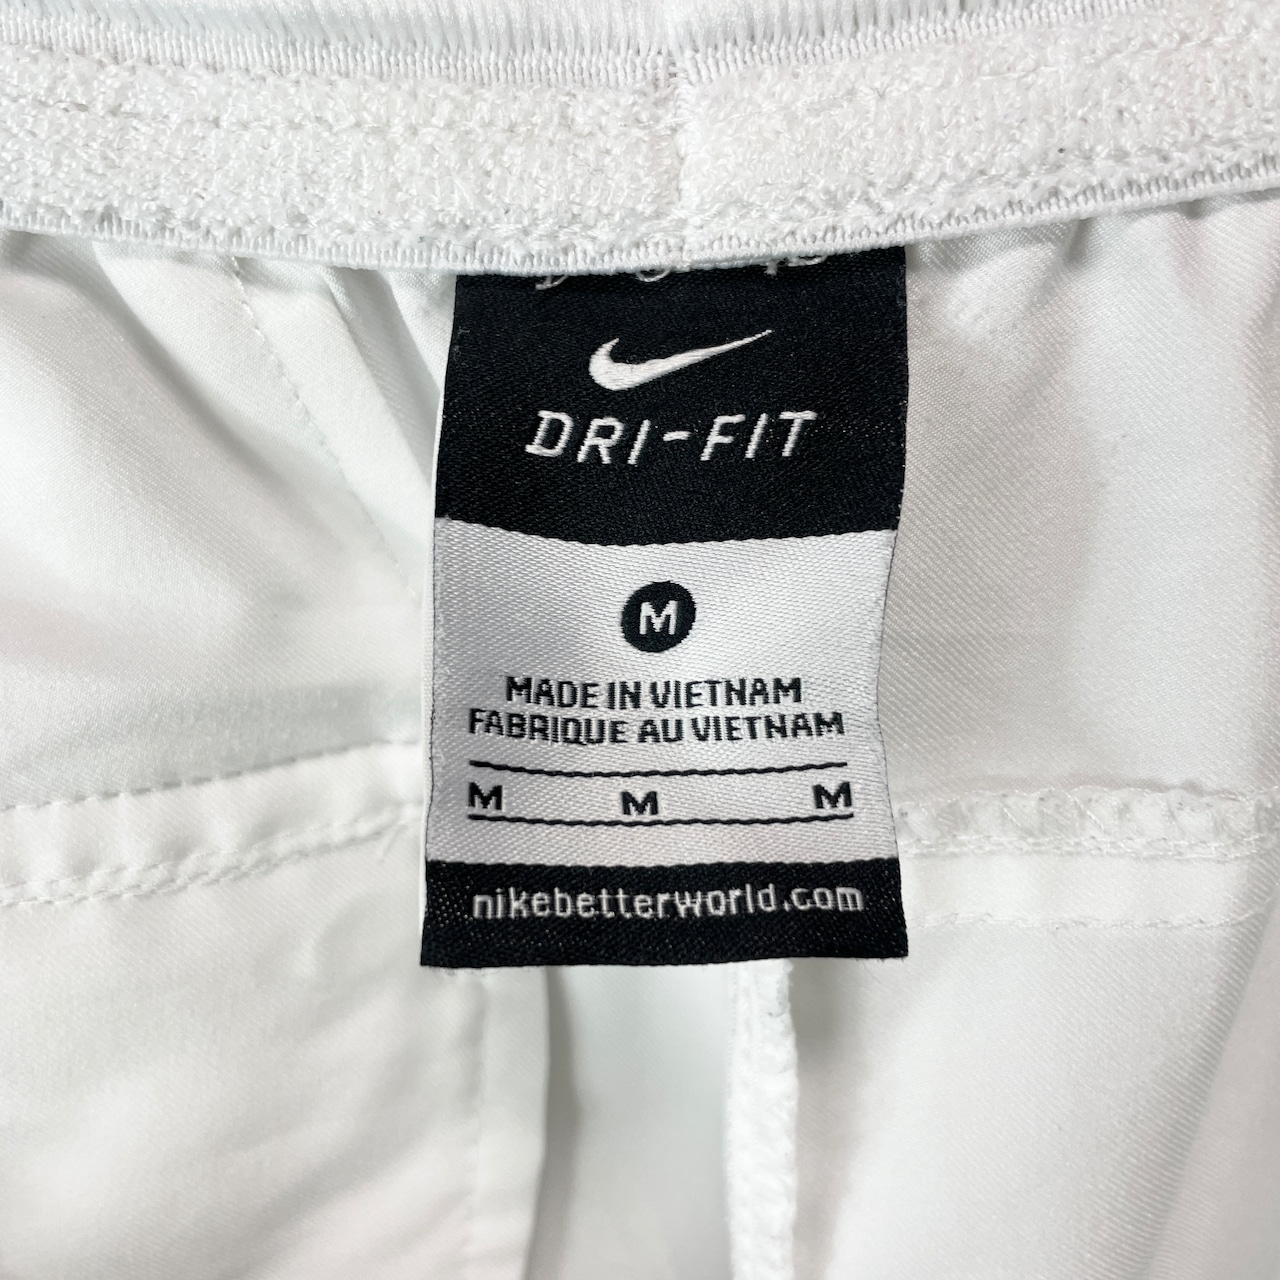 DRI-FIT
M
MADE IN VIETNAM
FABRIQUE AU VIETNAM
M M M
nikebetterworld.com